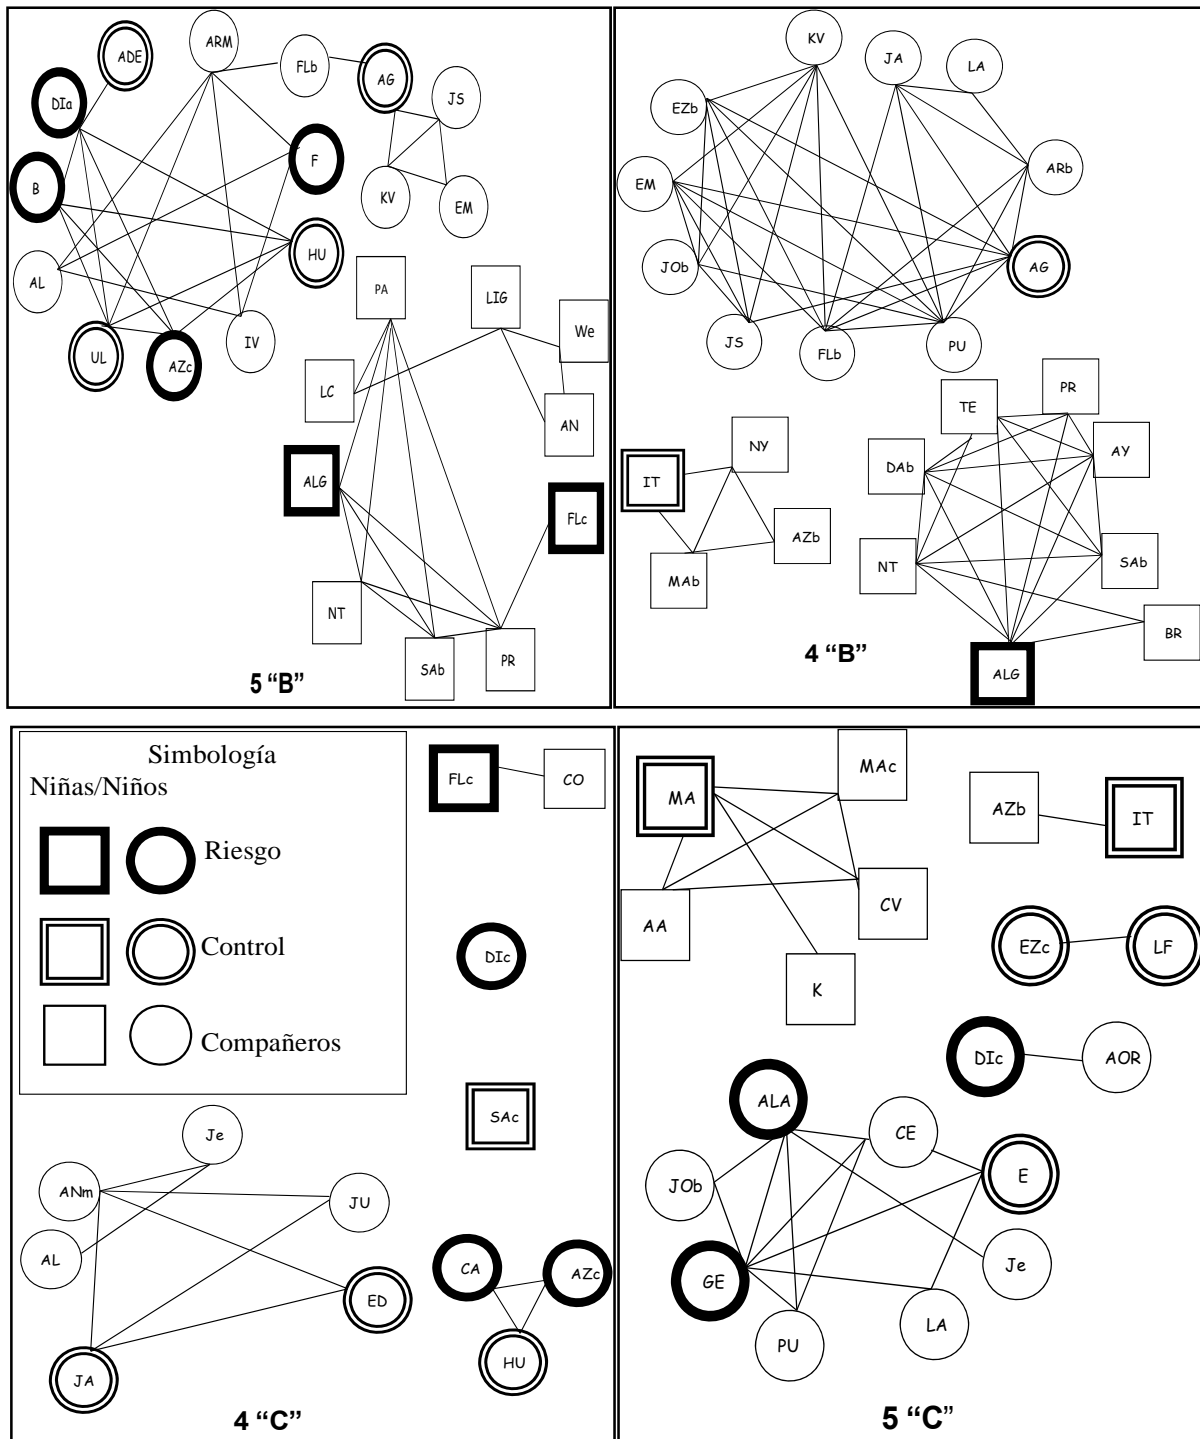 ADE
ARM
FLb
AG
DIa
JS
F
B
KV
EM
HU
AL
IV
UL
AZc
PA
LIG
We
LC
AN
ALG
FLc
NT
SAb
PR
5 “B”
KV
JA
LA
EZb
EM
ARb
JOb
AG
JS
FLb
PU
TE
PR
NY
AY
DAb
IT
AZb
MAb
NT
SAb
BR
4 “B”
ALG
Simbología
Niñas/Niños
Riesgo
Control
Compañeros
FLc
CO
DIc
SAc
Je
ANm
JU
AL
CA
AZc
ED
JA
HU
4 “C”
MA
MAc
AZb
IT
AA
CV
K
EZc
LF
DIc
AOR
ALA
CE
JOb
E
GE
Je
PU
LA
5 “C”